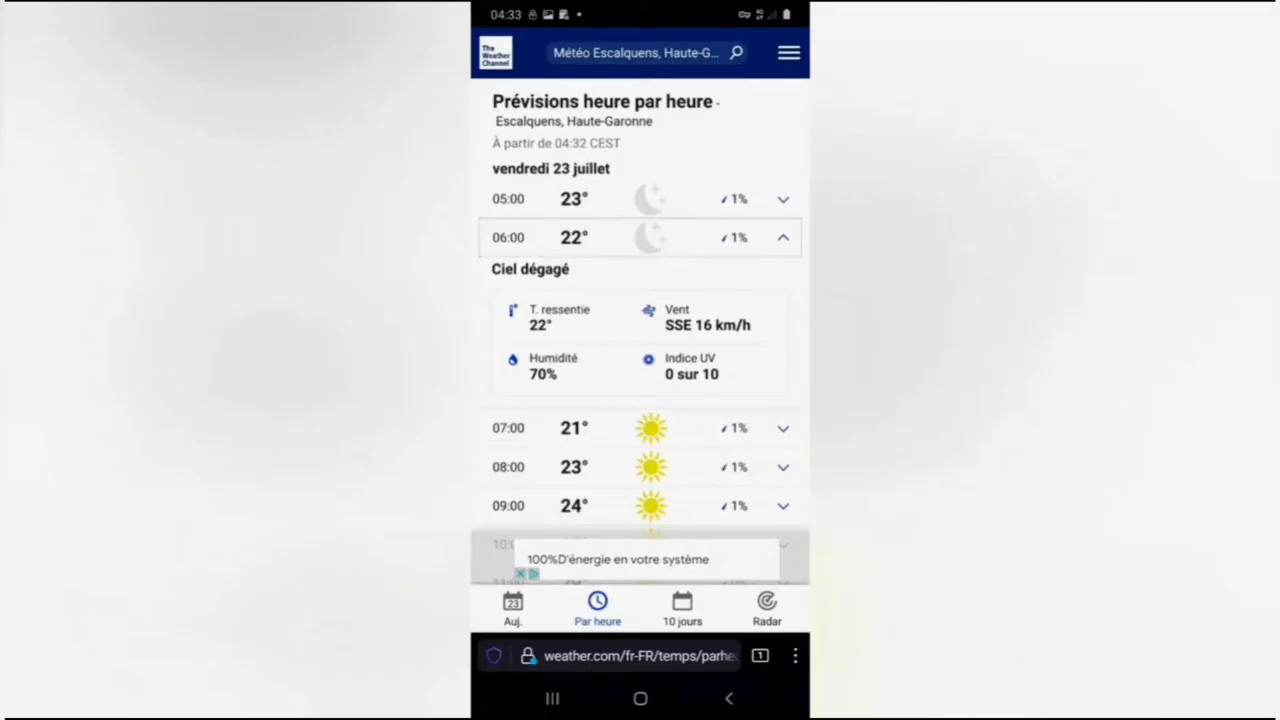 04:33
The
Weather
Channel
Météo Escalquens, Haute-G...
Prévisions heure par heure -
Escalquens, Haute-Garonne
À partir de 04:32 CEST
vendredi 23 juillet
05:00 23° 1%
06:00 22° 1%
Ciel dégagé
T. ressentie
22°
Vent
SSE 16 km/h
Humidité
70%
Indice UV
0 sur 10
07:00 21° 1%
08:00 23° 1%
09:00 24° 1%
100%D'énergie en votre système
23
Auj.
Par heure
10 jours
Radar
weather.com/fr-FR/temps/parhe
1